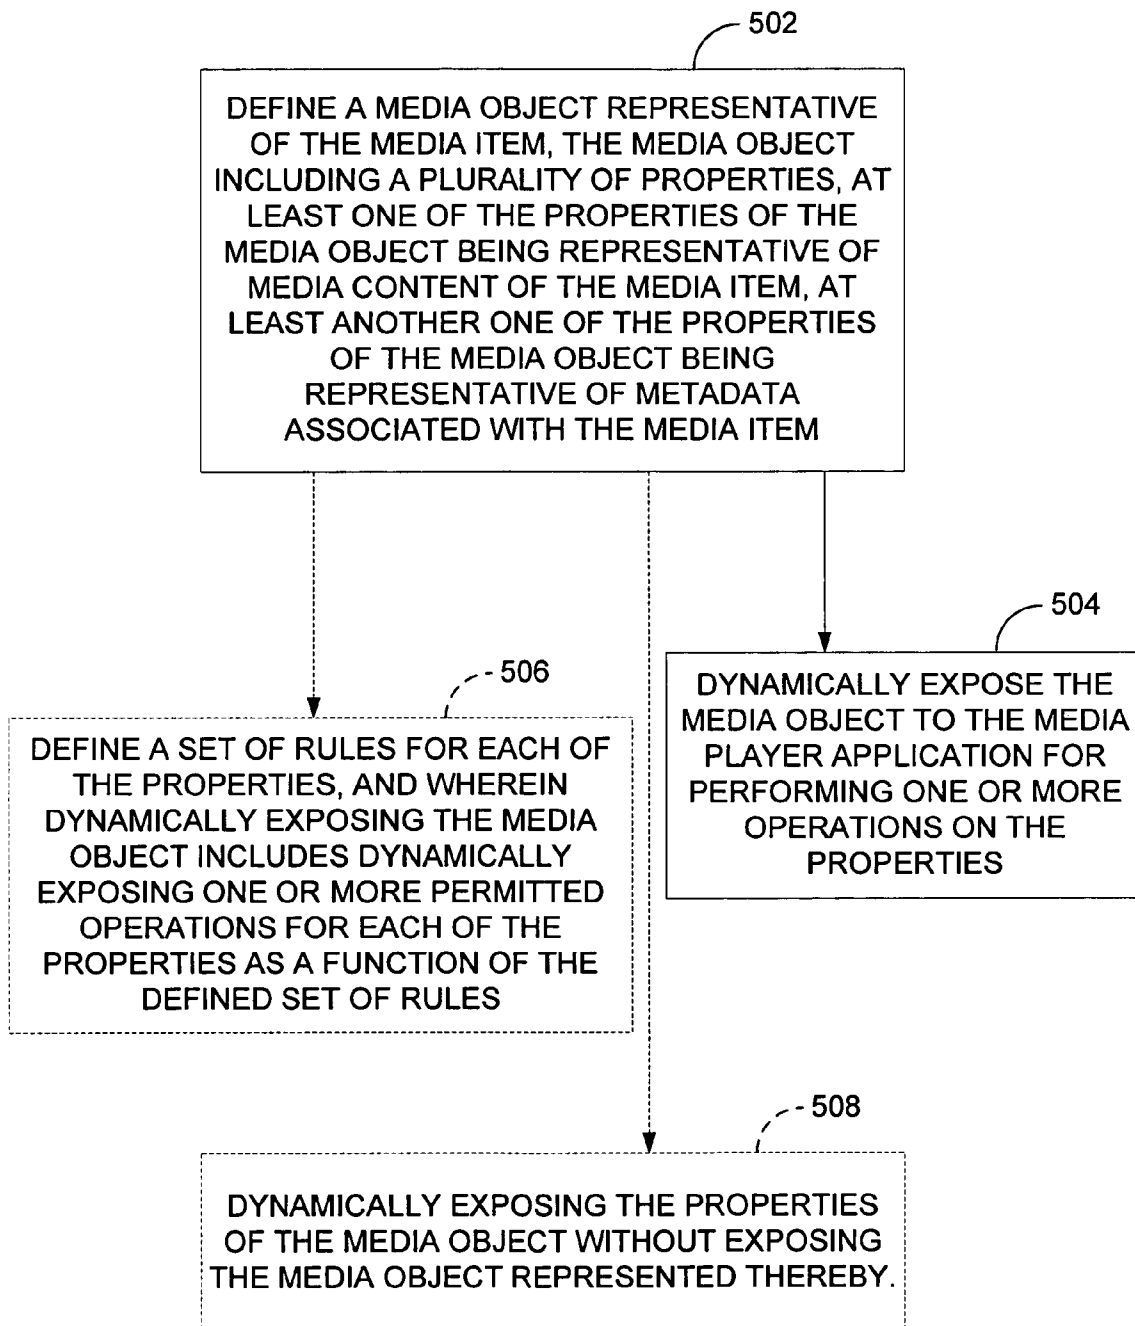 502
DEFINE A MEDIA OBJECT REPRESENTATIVE
OF THE MEDIA ITEM, THE MEDIA OBJECT
INCLUDING A PLURALITY OF PROPERTIES, AT
LEAST ONE OF THE PROPERTIES OF THE
MEDIA OBJECT BEING REPRESENTATIVE OF
MEDIA CONTENT OF THE MEDIA ITEM, AT
LEAST ANOTHER ONE OF THE PROPERTIES
OF THE MEDIA OBJECT BEING
REPRESENTATIVE OF METADATA
ASSOCIATED WITH THE MEDIA ITEM
504
DYNAMICALLY EXPOSE THE
MEDIA OBJECT TO THE MEDIA
PLAYER APPLICATION FOR
PERFORMING ONE OR MORE
OPERATIONS ON THE
PROPERTIES
506
DEFINE A SET OF RULES FOR EACH OF
THE PROPERTIES, AND WHEREIN
DYNAMICALLY EXPOSING THE MEDIA
OBJECT INCLUDES DYNAMICALLY
EXPOSING ONE OR MORE PERMITTED
OPERATIONS FOR EACH OF THE
PROPERTIES AS A FUNCTION OF THE
DEFINED SET OF RULES
508
DYNAMICALLY EXPOSING THE PROPERTIES
OF THE MEDIA OBJECT WITHOUT EXPOSING
THE MEDIA OBJECT REPRESENTED THEREBY.